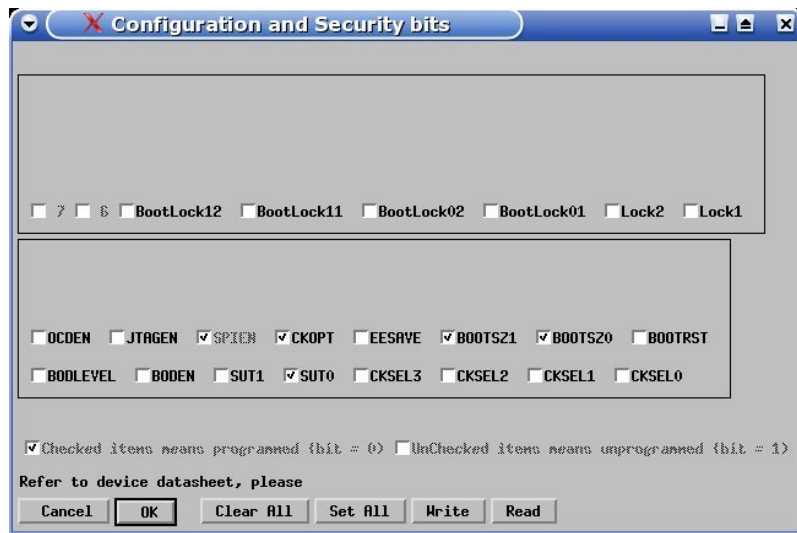 Configuration and Security bits
7 6 BootLock12 BootLock11 BootLock02 BootLock01 Lock2 Lock1
OCDEN JTAGEN SPIEN CKOPT EESAVE BOOTSZ1 BOOTSZ0 BOOTRST
BODLEVEL BODEN SUT1 SUT0 CKSEL3 CKSEL2 CKSEL1 CKSEL0
Checked items means programmed (bit = 0) UnChecked items means unprogrammed (bit = 1)
Refer to device datasheet, please
Cancel OK Clear All Set All Write Read